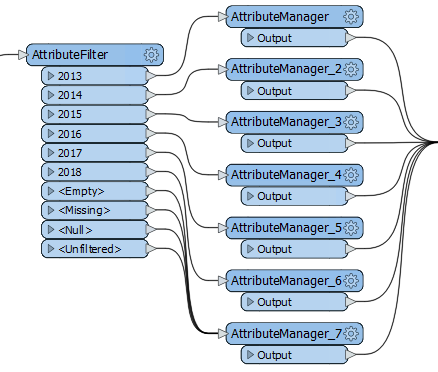 AttributeFilter
2013
2014
2015
2016
2017
2018
<Empty>
<Missing>
<Null>
<Unfiltered>
AttributeManager
Output
AttributeManager_2
Output
AttributeManager_3
Output
AttributeManager_4
Output
AttributeManager_5
Output
AttributeManager_6
Output
AttributeManager_7
Output